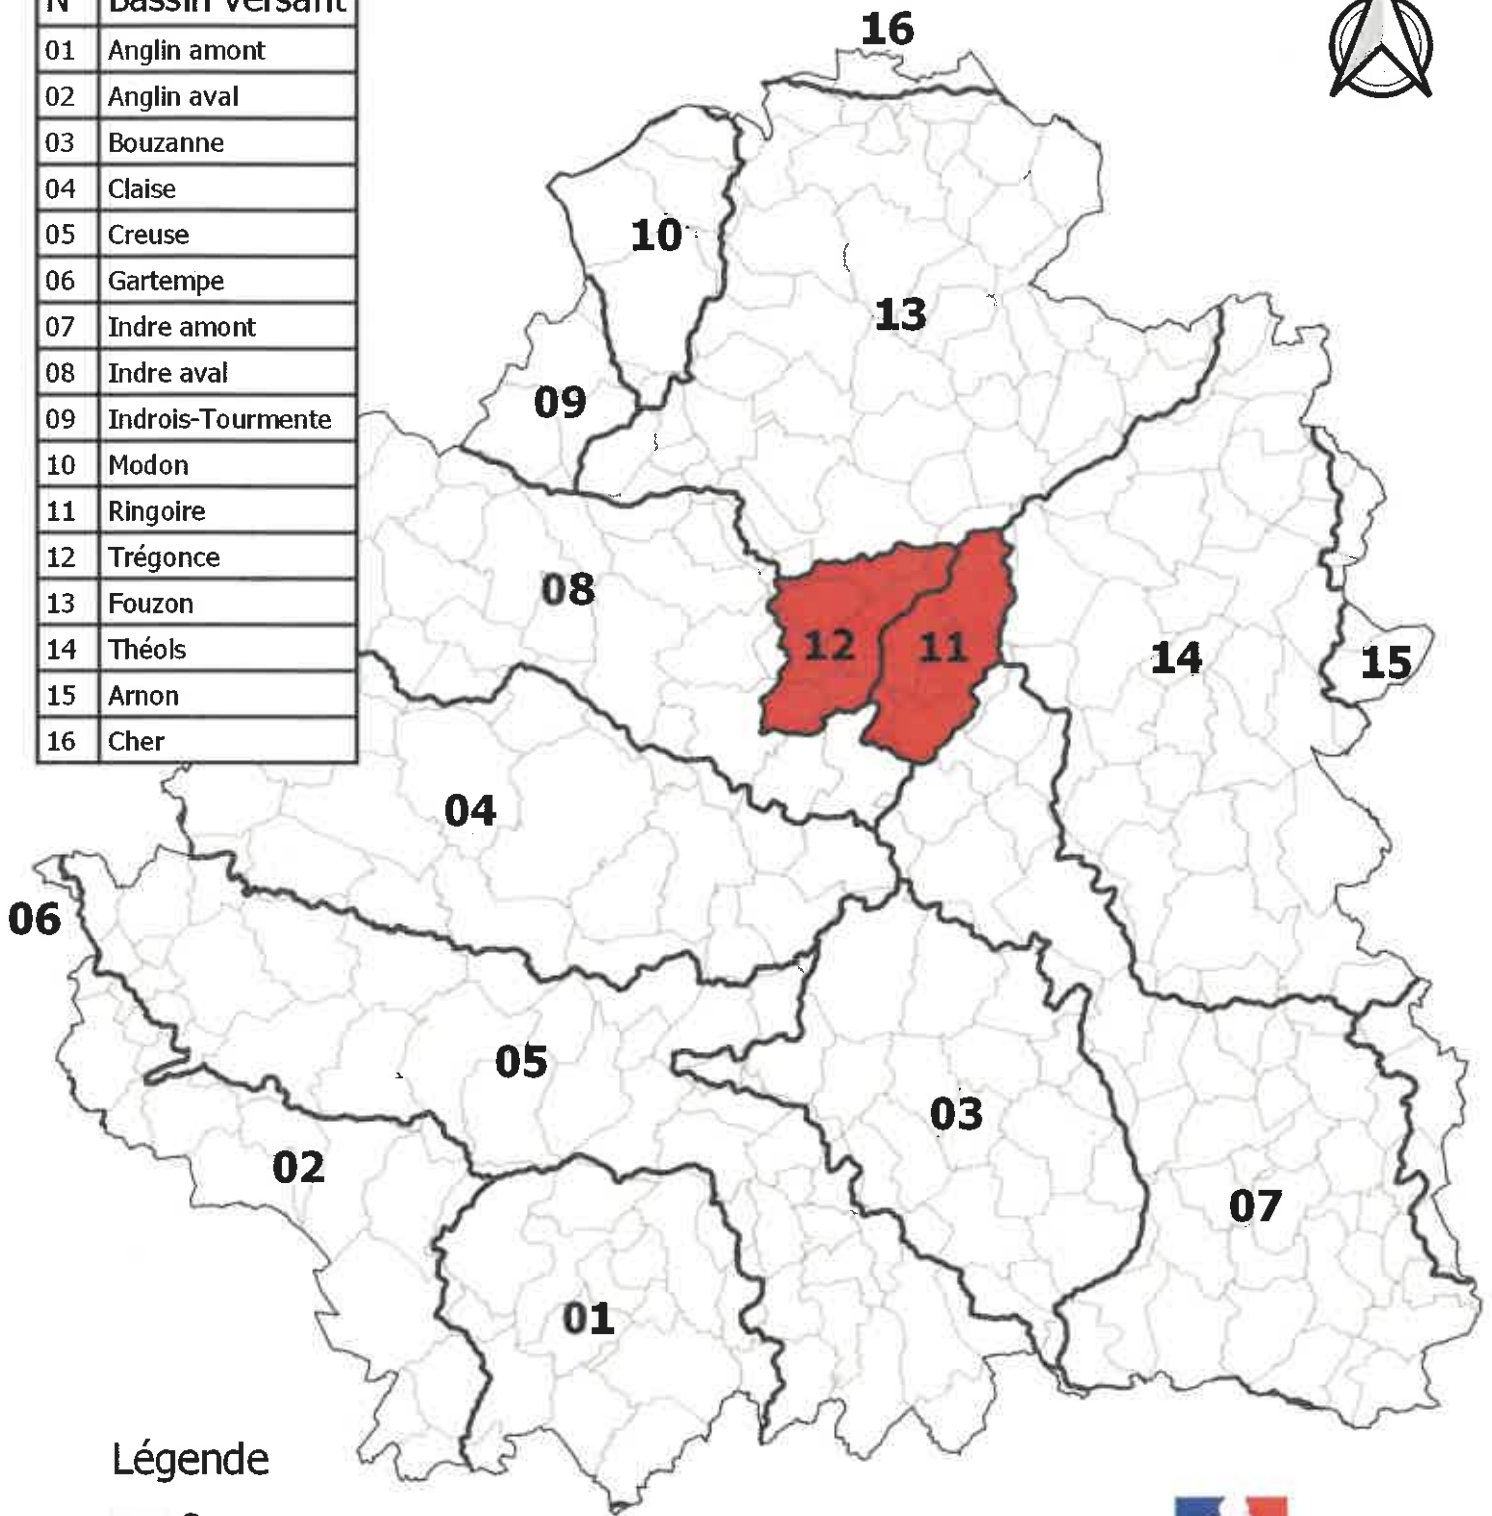 N° Bassin versant
01 Anglin amont
02 Anglin aval
03 Bouzanne
04 Claise
05 Creuse
06 Gartempe
07 Indre amont
08 Indre aval
09 Indrois-Tourmente
10 Modon
11 Ringoire
12 Trégonce
13 Fouzon
14 Théols
15 Arnon
16 Cher
16
10
13
09
08
12
11
14
15
04
06
05
03
02
07
01
Légende